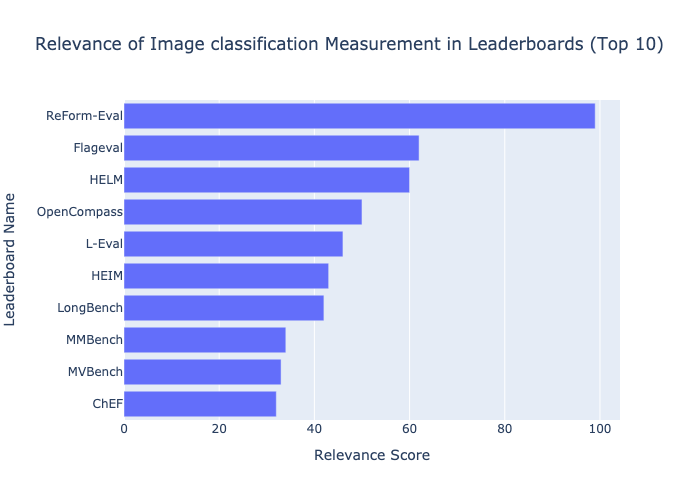 Relevance of Image classification Measurement in Leaderboards (Top 10)
Leaderboard Name
ReForm-Eval
Flageval
HELM
OpenCompass
L-Eval
HEIM
LongBench
MMBench
MVBench
ChEF
0 20 40 60 80 100
Relevance Score